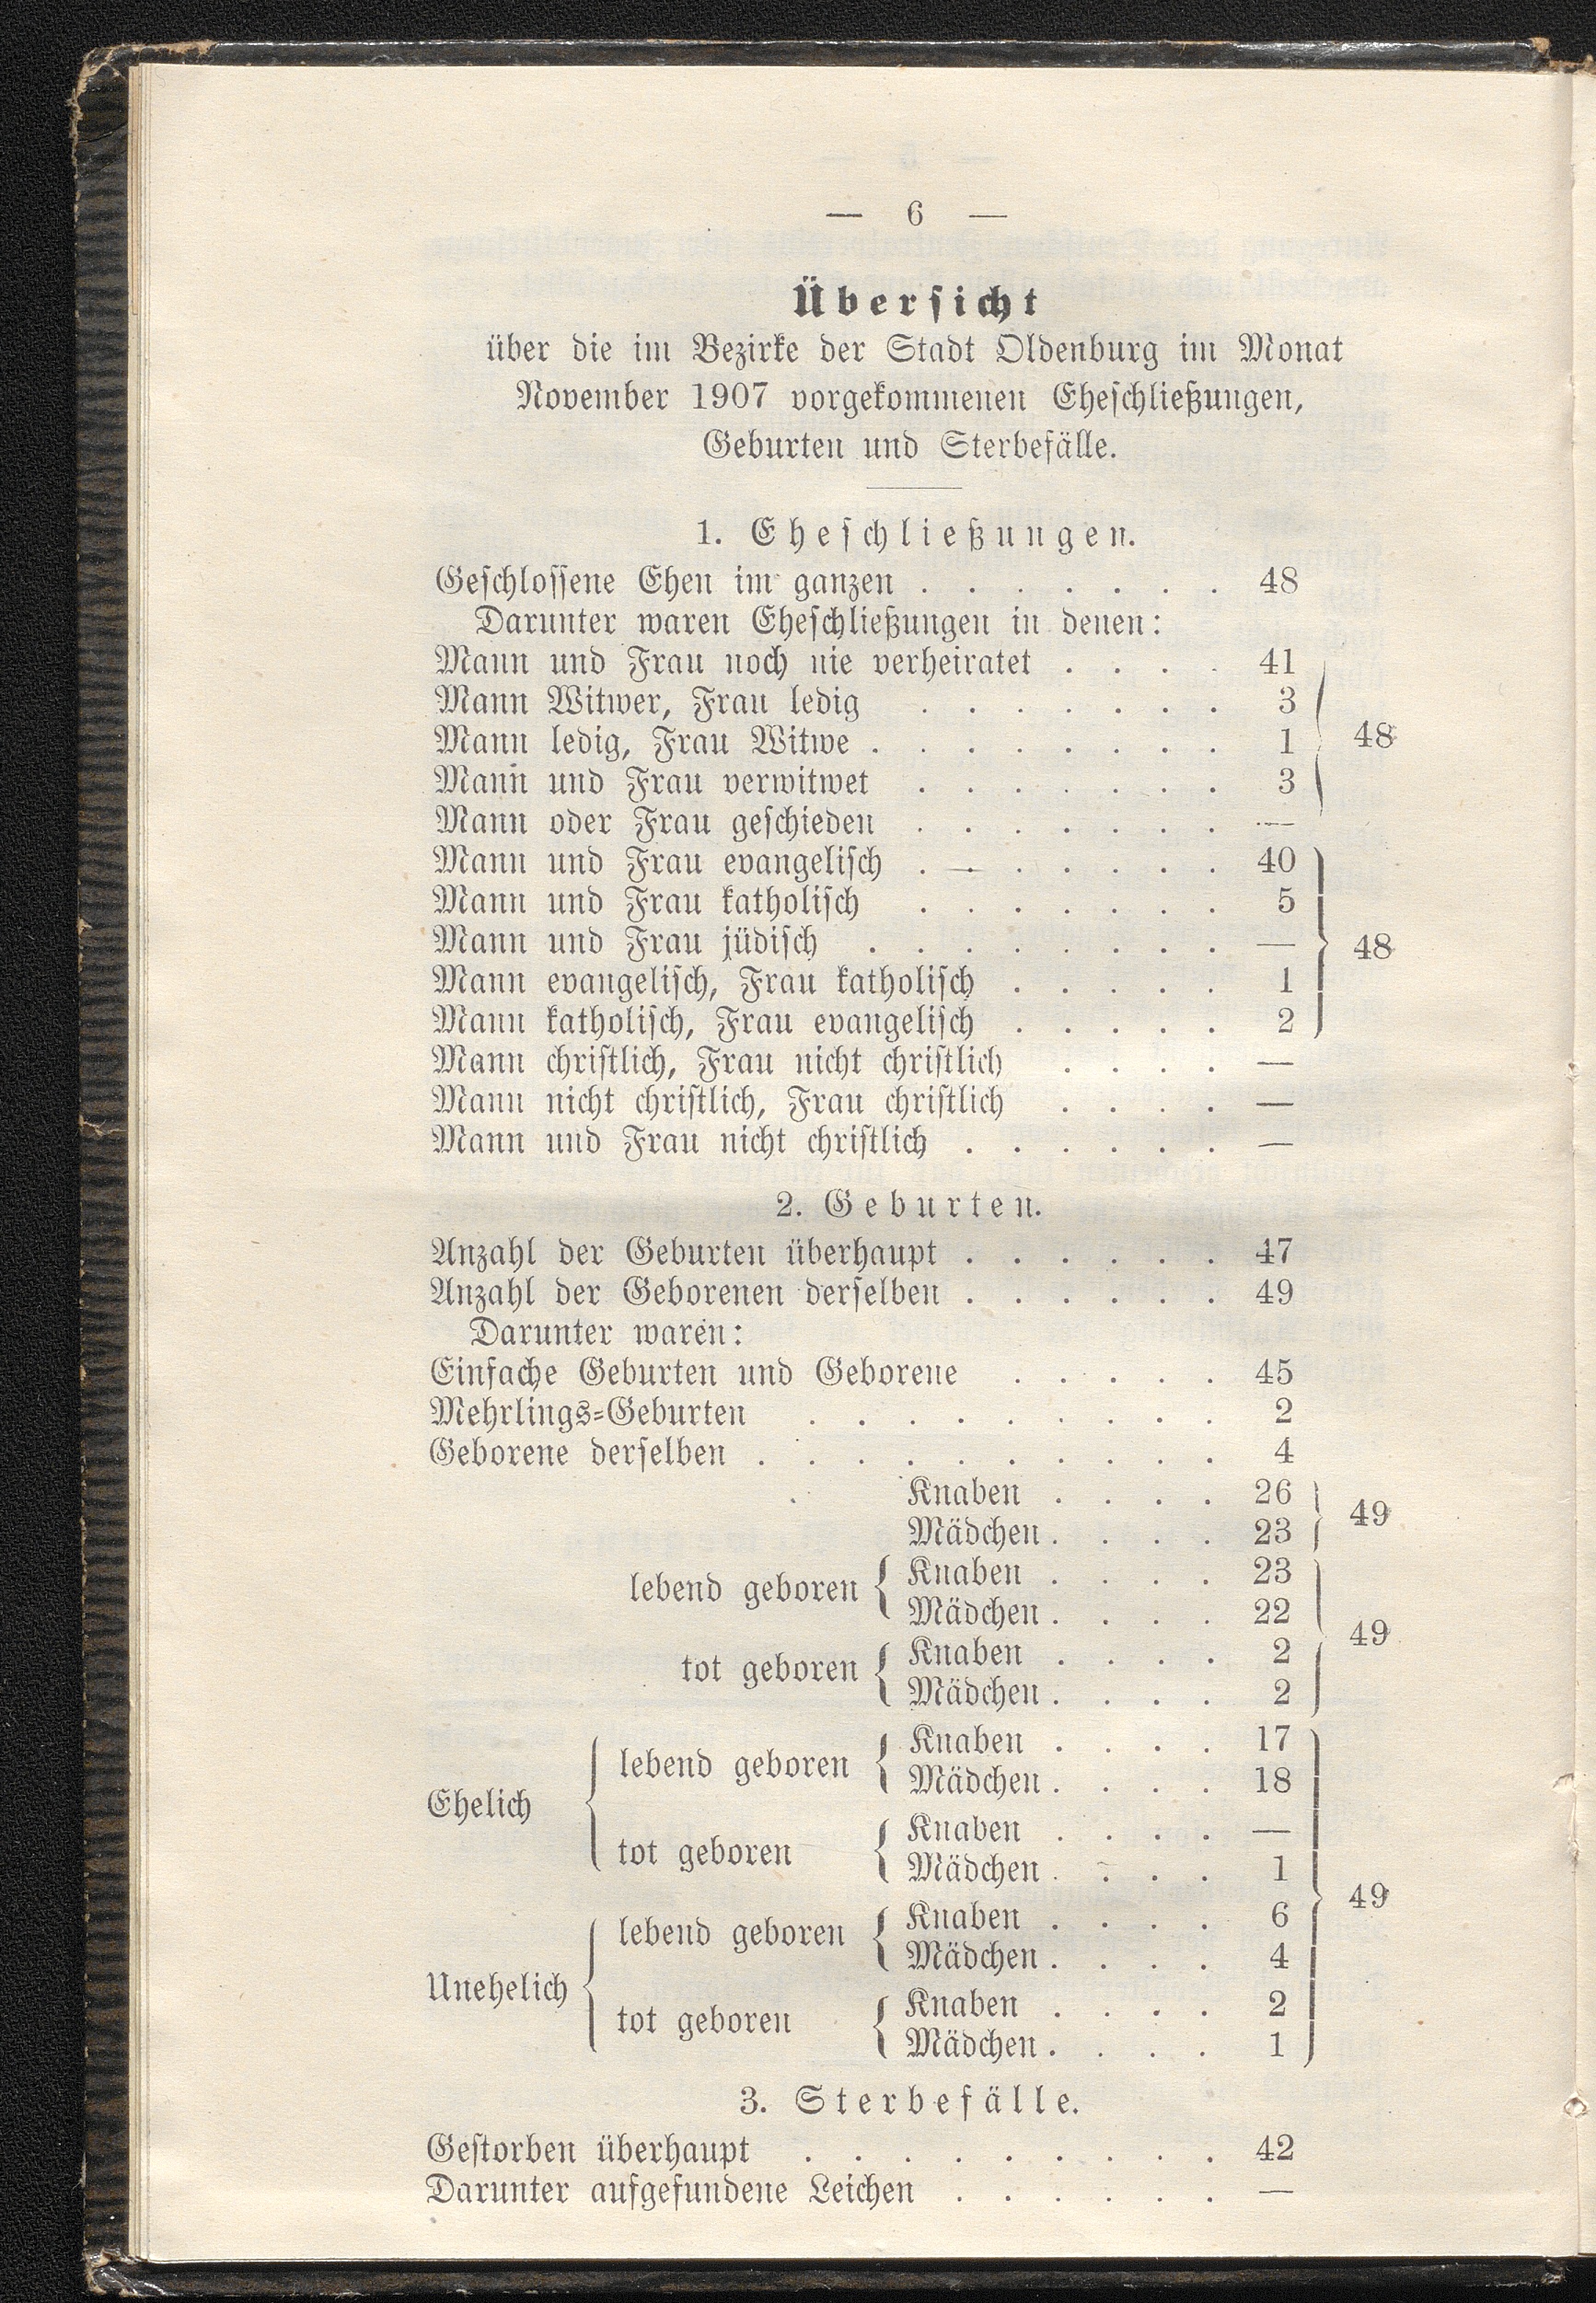 — 6 —
Übersicht
über die im Bezirke der Stadt Oldenburg im Monat
November 1907 vorgekommenen Eheschließungen,
Geburten und Sterbefälle.
1. Eheschließungen.
Geschlossene Ehen im ganzen . . . . . . . 48
Darunter waren Eheschließungen in denen:
Mann und Frau noch nie verheiratet . . . . 41
Mann Witwer, Frau ledig . . . . . . . 3
Mann ledig, Frau Witwe . . . . . . . . 1 48
Mann und Frau verwitwet . . . . . . . 3
Mann oder Frau geschieden . . . . . . . —
Mann und Frau evangelisch . . . . . . . 40
Mann und Frau katholisch . . . . . . . 5
Mann und Frau jüdisch . . . . . . . . — 48
Mann evangelisch, Frau katholisch . . . . . 1
Mann katholisch, Frau evangelisch . . . . . 2
Mann christlich, Frau nicht christlich . . . . —
Mann nicht christlich, Frau christlich . . . . —
Mann und Frau nicht christlich . . . . . . —
2. Geburten.
Anzahl der Geburten überhaupt . . . . . . 47
Anzahl der Geborenen derselben . . . . . . 49
Darunter waren:
Einfache Geburten und Geborene . . . . . 45
Mehrlings-Geburten . . . . . . . . . 2
Geborene derselben . . . . . . . . . . 4
Knaben . . . . 26
49
Mädchen . . . . 23
Knaben . . . . 23
lebend geboren
Mädchen . . . . 22
49
Knaben . . . . 2
tot geboren
Mädchen . . . . 2
Knaben . . . . 17
lebend geboren
Mädchen . . . . 18
Ehelich
Knaben . . . . —
tot geboren
Mädchen . . . . 1
49
Knaben . . . . 6
lebend geboren
Mädchen . . . . 4
Unehelich
Knaben . . . . 2
tot geboren
Mädchen . . . . 1
3. Sterbefälle.
Gestorben überhaupt . . . . . . . . . 42
Darunter aufgefundene Leichen . . . . . . —